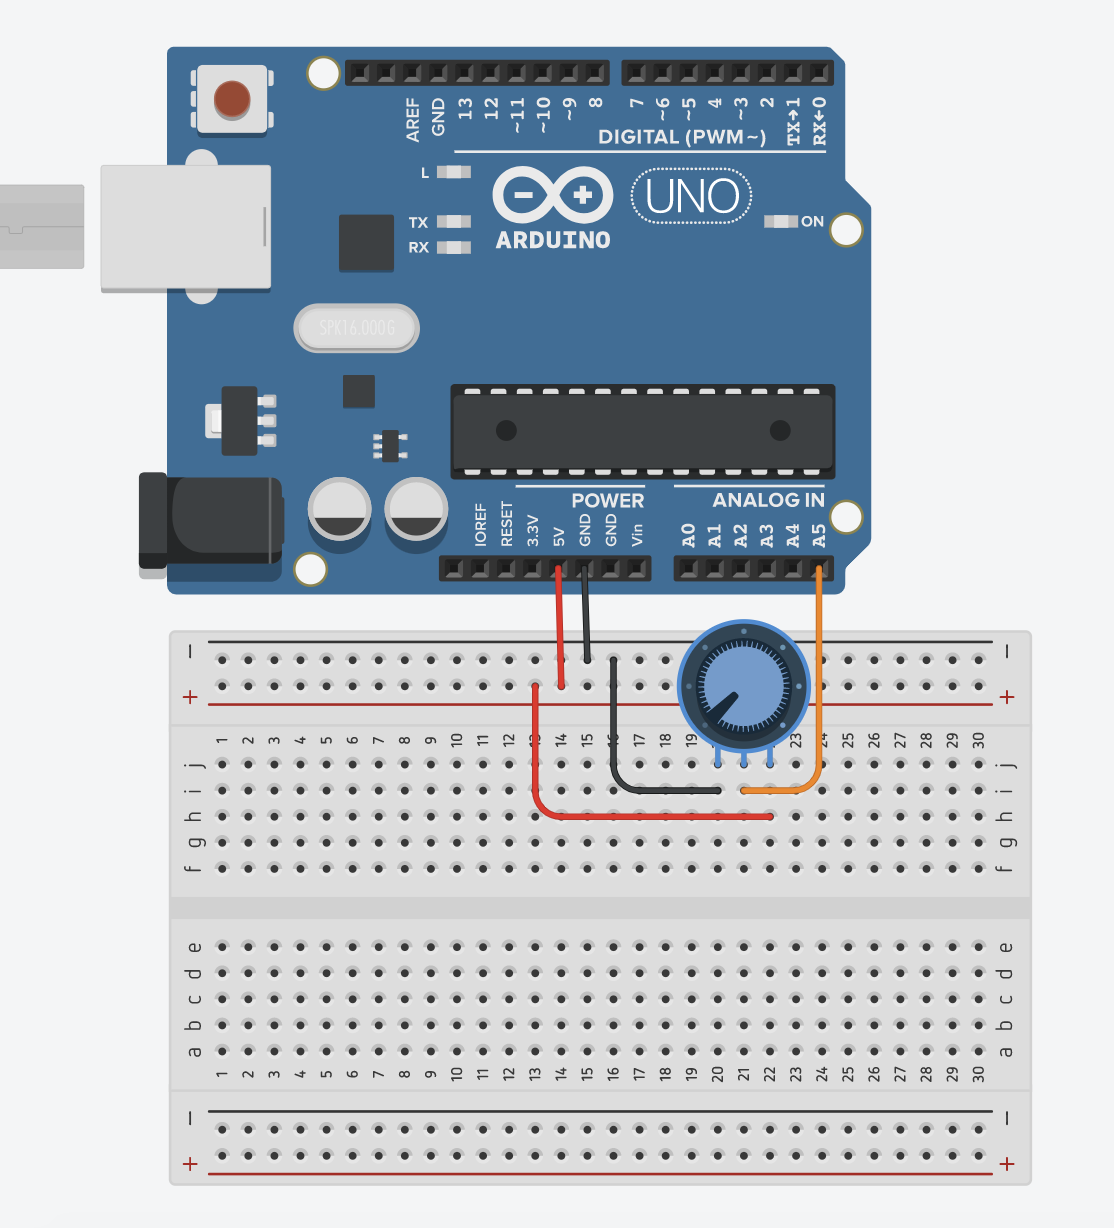 AREF GND 13 12 ~11 ~10 ~9 8 7 ~6 ~5 4 ~3 2 TX→1 RX←0
DIGITAL (PWM~)
L
TX
RX
UNO
ON
ARDUINO
SPK16.000G
POWER
ANALOG IN
IOREF RESET 3.3V 5V GND GND Vin A0 A1 A2 A3 A4 A5
− −
+ +
1 2 3 4 5 6 7 8 9 10 11 12 13 14 15 16 17 18 19 23 24 25 26 27 28 29 30
j j
i i
h h
g g
f f
e e
d d
c c
b b
a a
1 2 3 4 5 6 7 8 9 10 11 12 13 14 15 16 17 18 19 20 21 22 23 24 25 26 27 28 29 30
− −
+ +